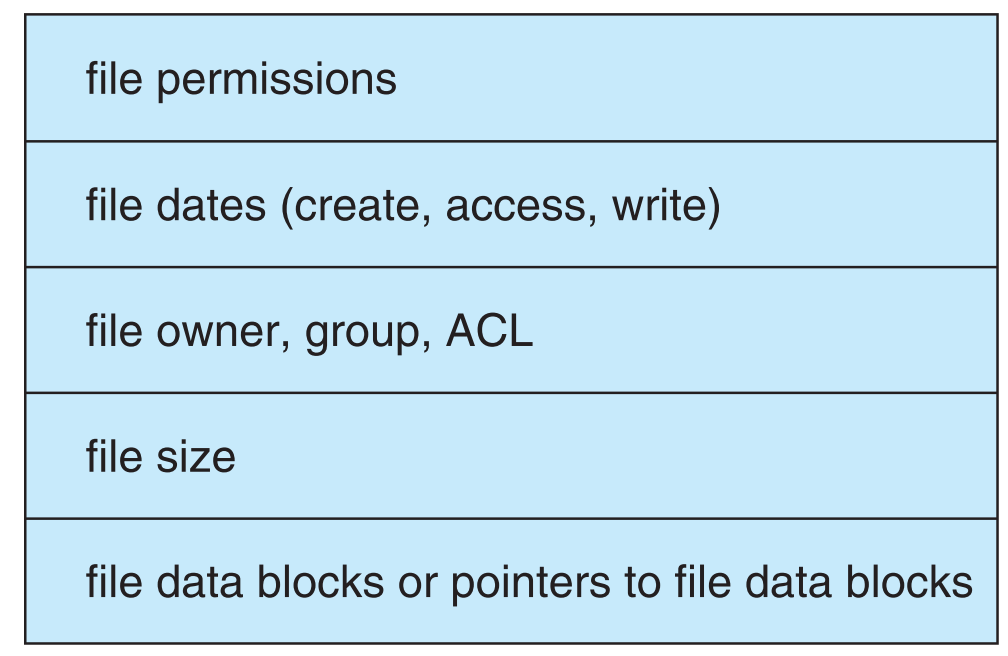 file permissions
file dates (create, access, write)
file owner, group, ACL
file size
file data blocks or pointers to file data blocks